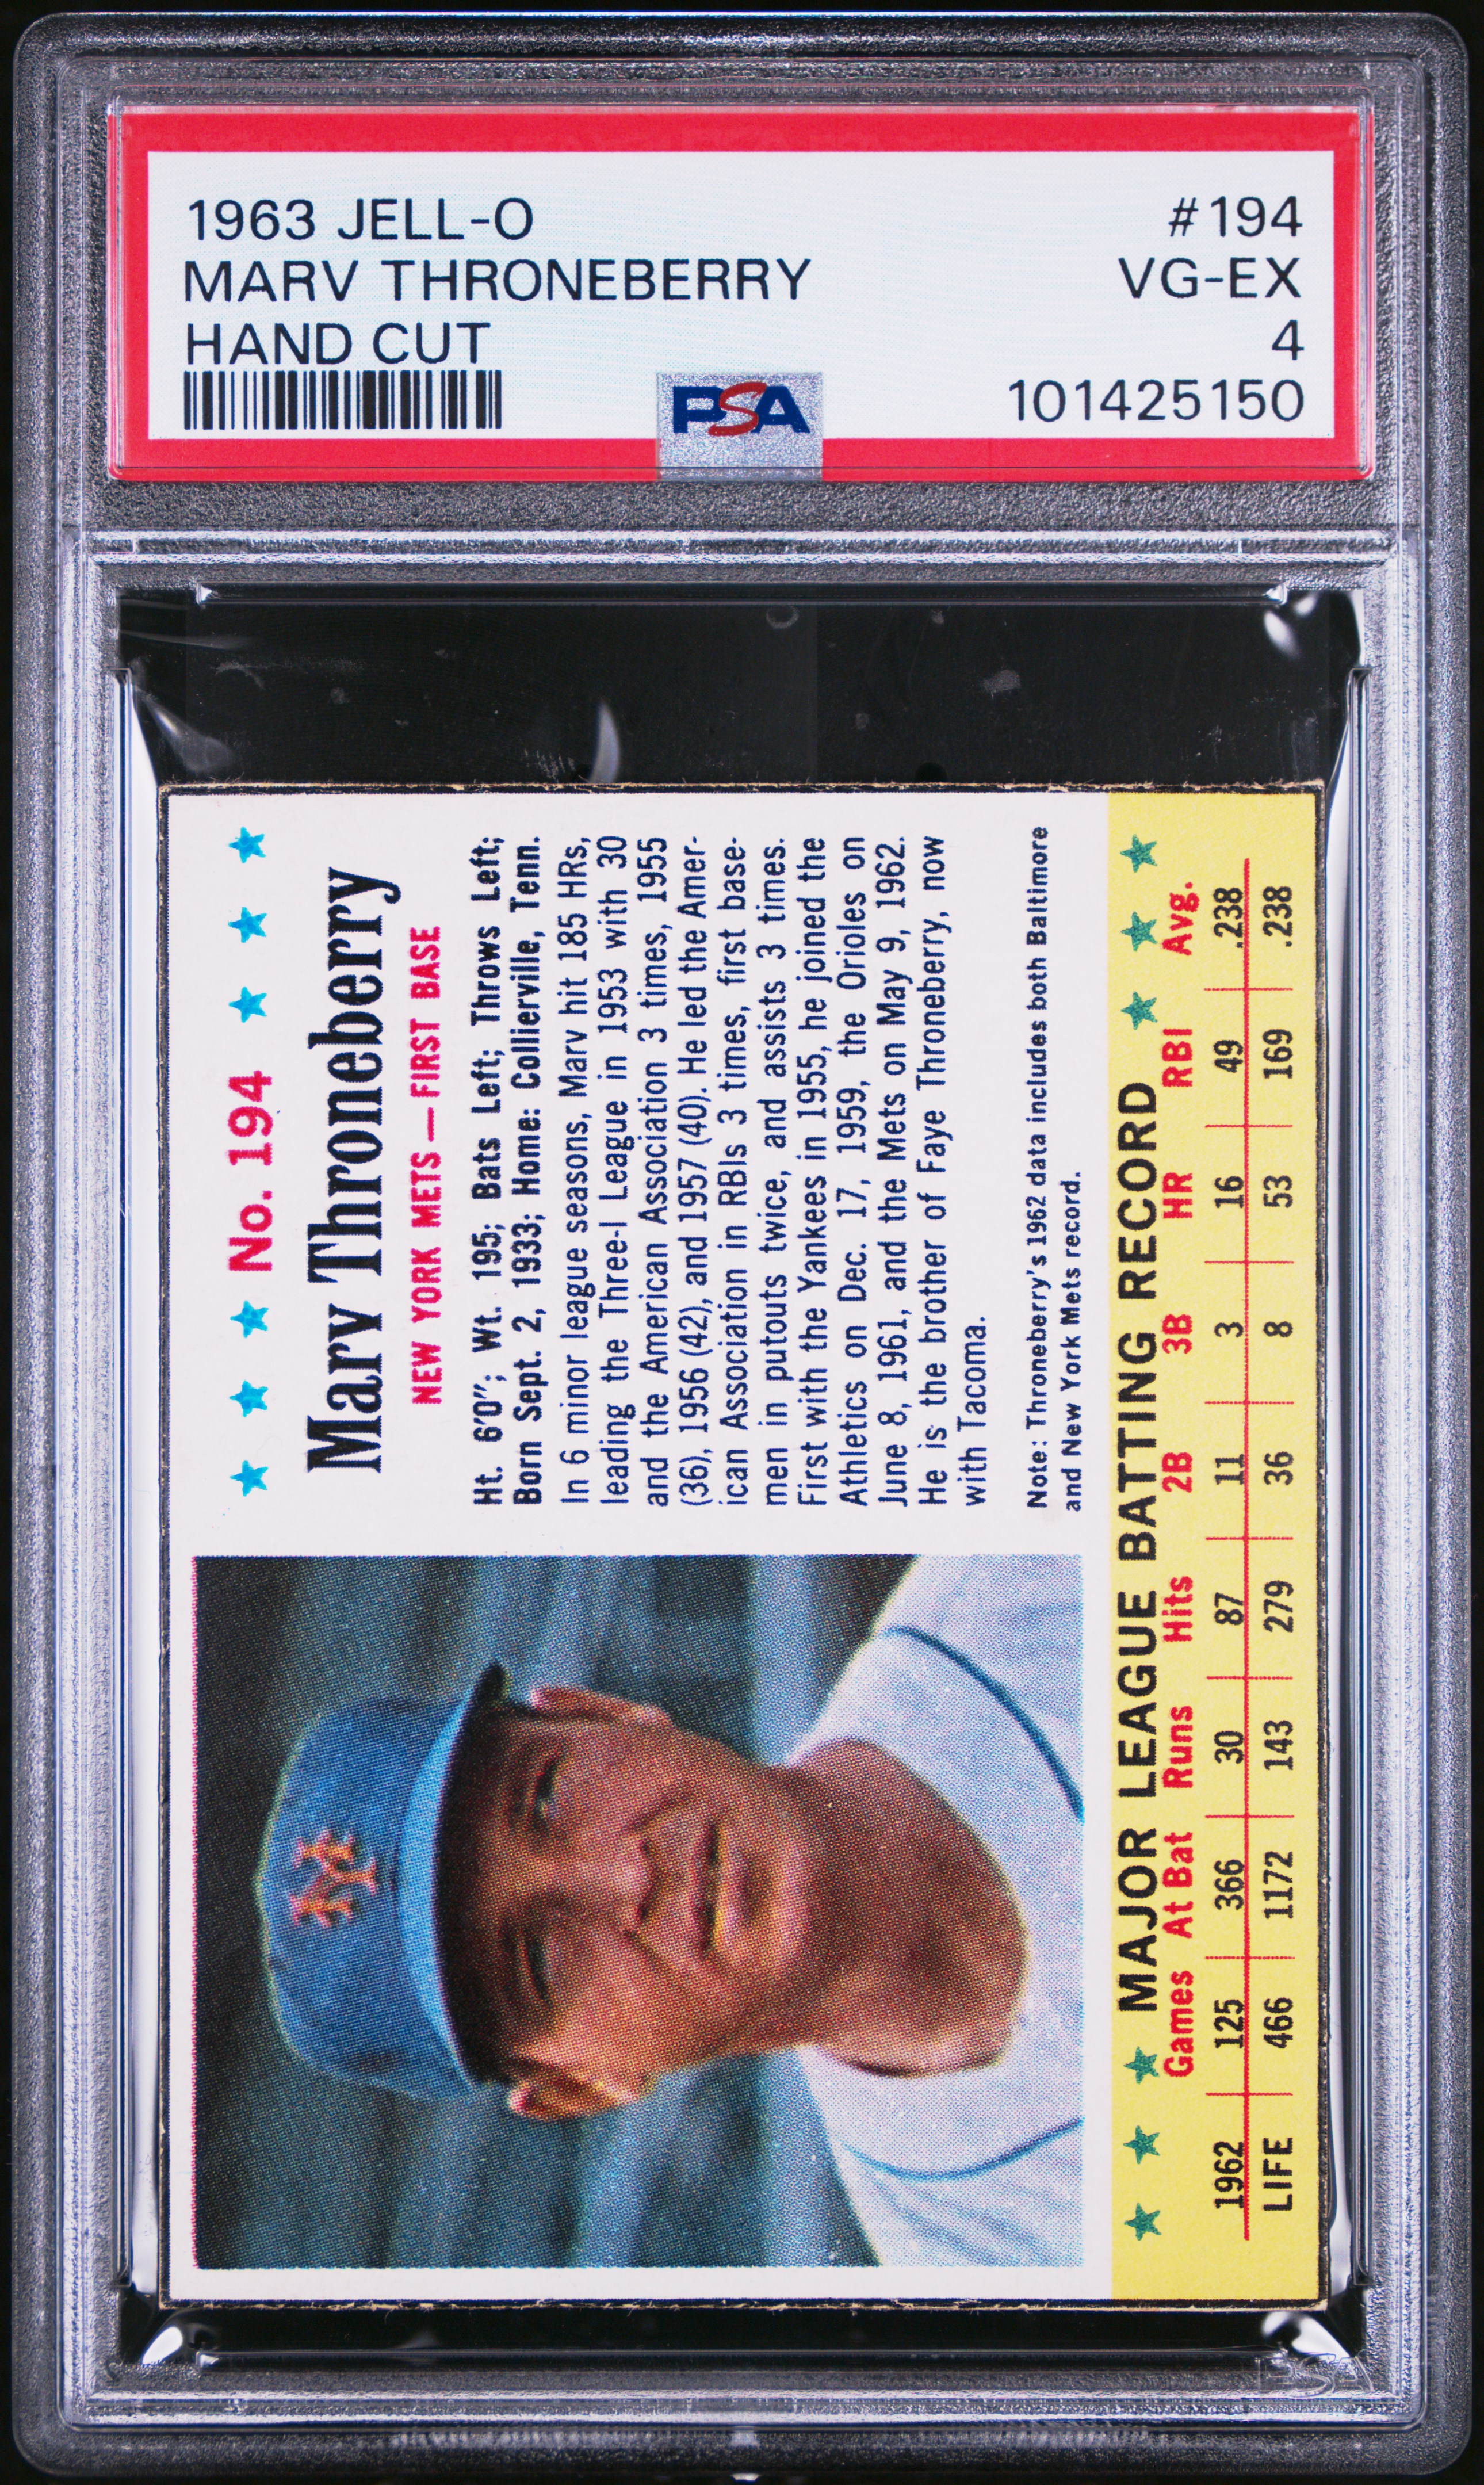 1963 JELL-O #194
MARV THRONEBERRY VG-EX
HAND CUT 4
PSA 101425150
No. 194
Marv Throneberry
NEW YORK METS — FIRST BASE
Ht. 6'0"; Wt. 195; Bats Left; Throws Left;
Born Sept. 2, 1933; Home: Collierville, Tenn.
In 6 minor league seasons, Marv hit 185 HRs,
leading the Three-I League in 1953 with 30
and the American Association 3 times, 1955
(36), 1956 (42), and 1957 (40). He led the Amer-
ican Association in RBIs 3 times, first base-
men in putouts twice, and assists 3 times.
First with the Yankees in 1955, he joined the
Athletics on Dec. 17, 1959, the Orioles on
June 8, 1961, and the Mets on May 9, 1962.
He is the brother of Faye Throneberry, now
with Tacoma.
Note: Throneberry's 1962 data includes both Baltimore
and New York Mets record.
MAJOR LEAGUE BATTING RECORD
Games At Bat Runs Hits 2B 3B HR RBI Avg.
1962 125 366 30 87 11 3 16 49 .238
LIFE 466 1172 143 279 36 8 53 169 .238
NY
PSA